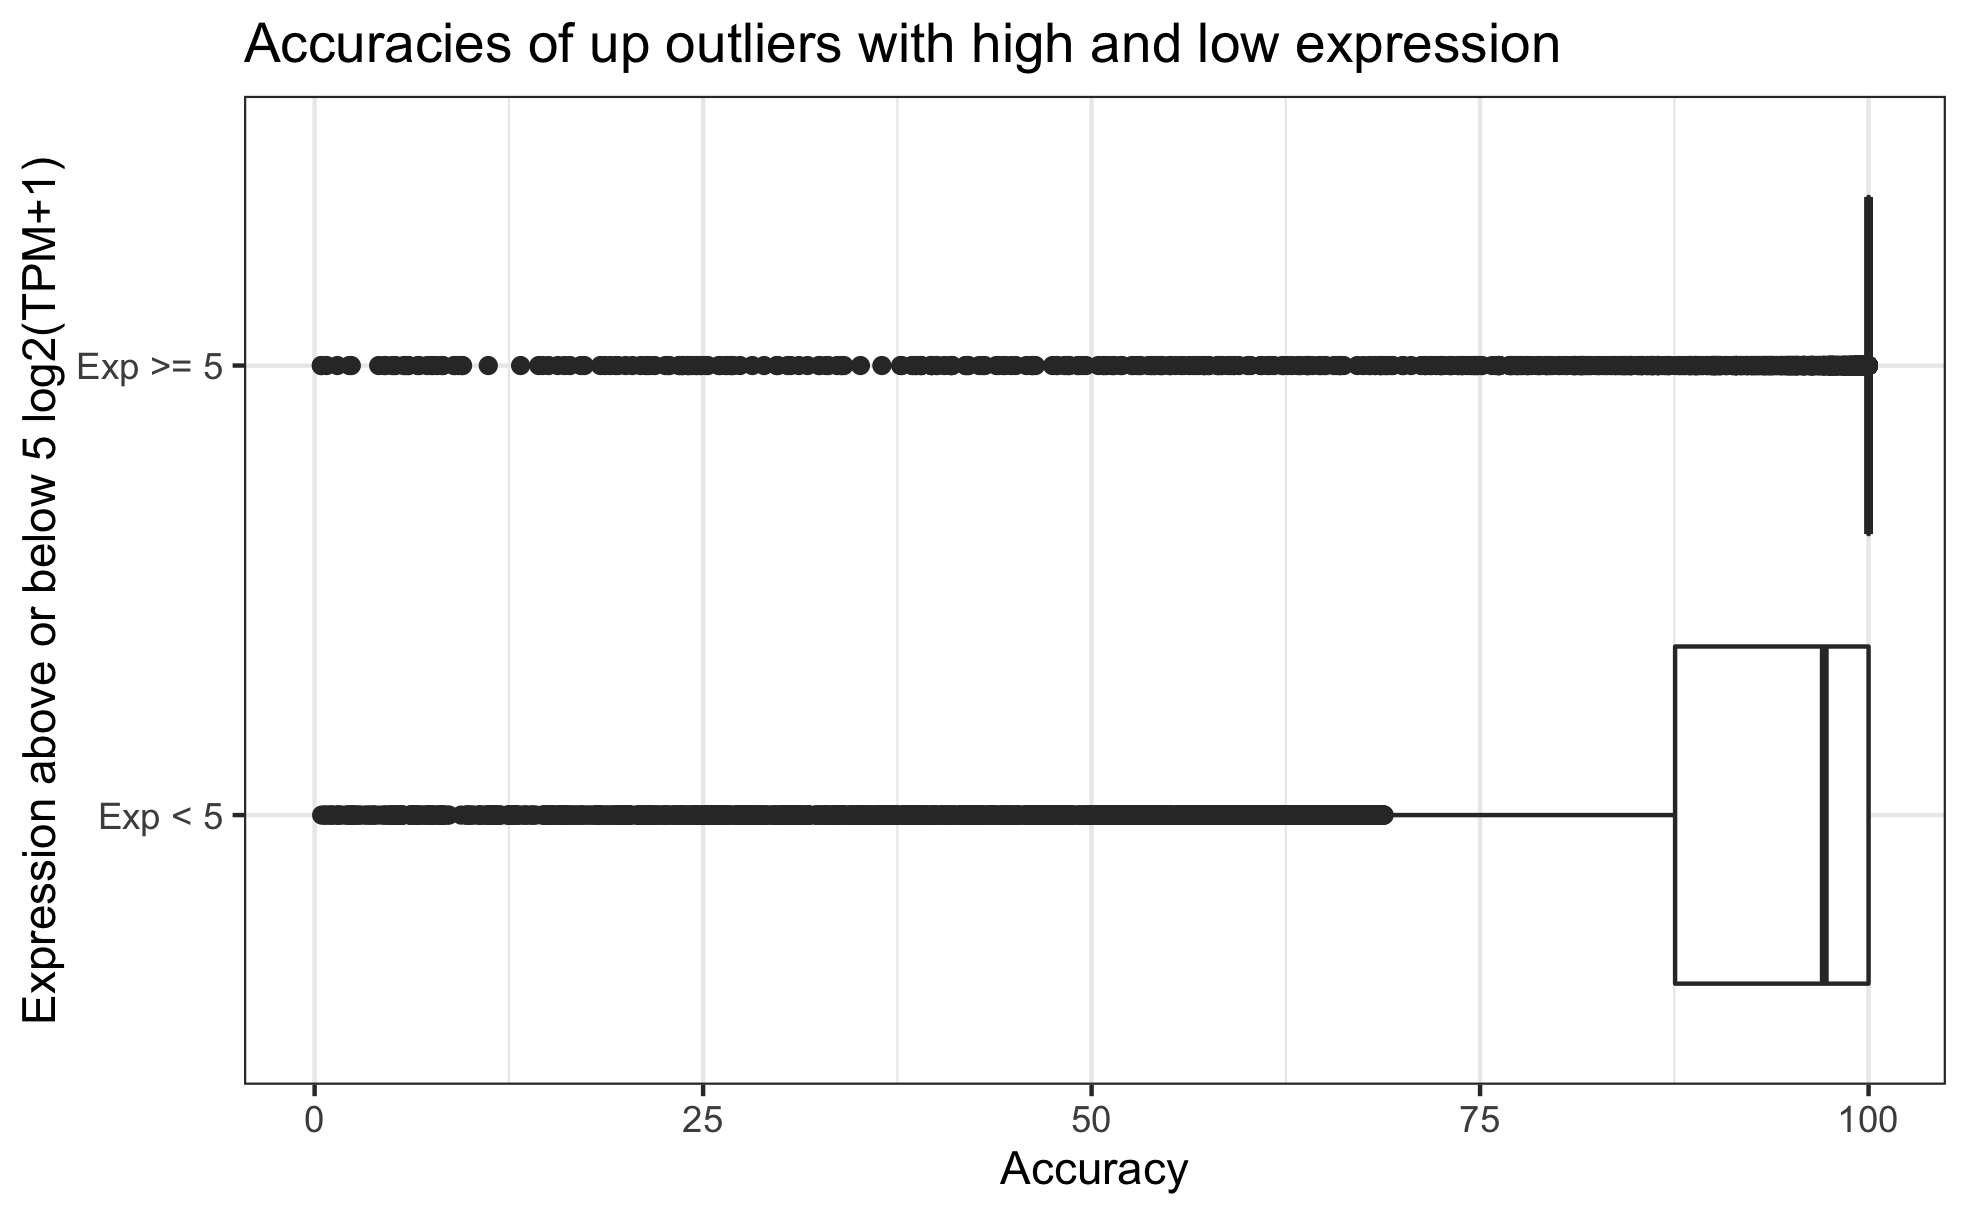 Accuracies of up outliers with high and low expression
Expression above or below 5 log2(TPM+1)
Exp >= 5
Exp < 5
0 25 50 75 100
Accuracy